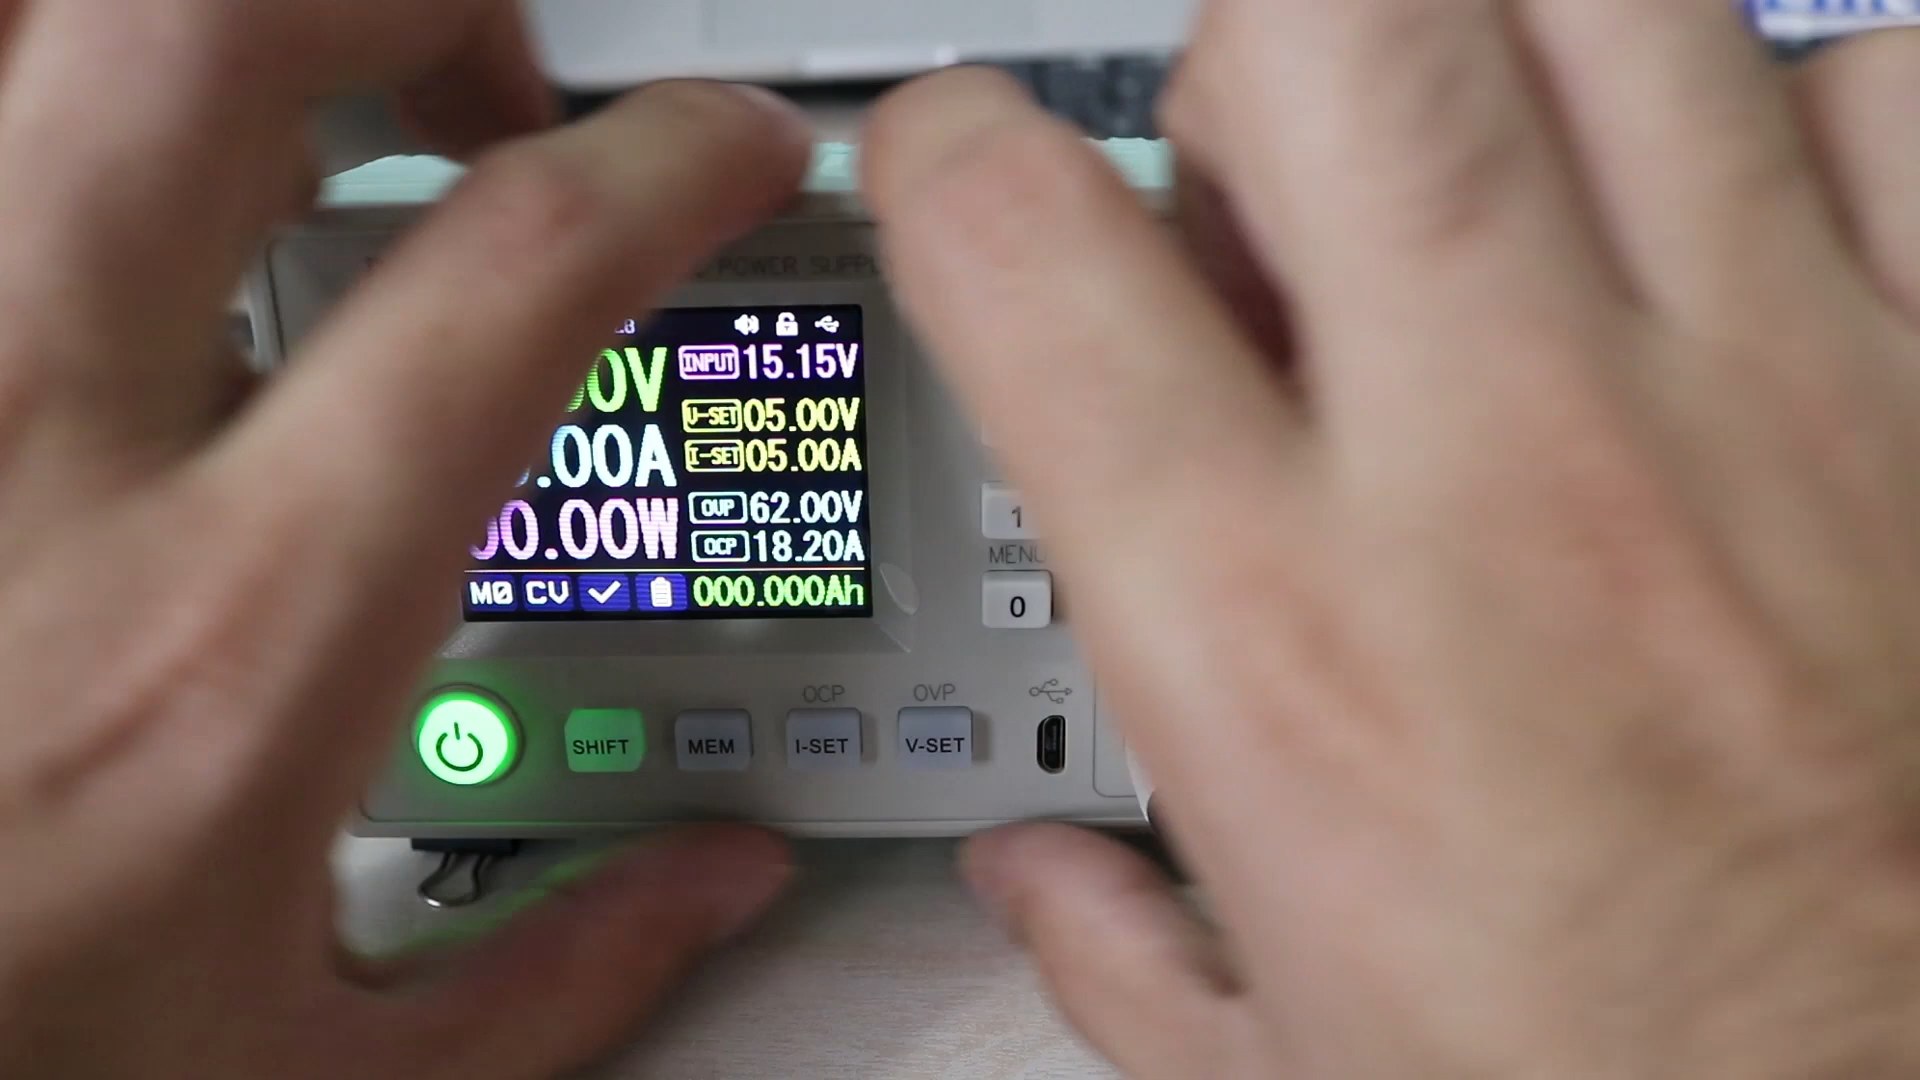 POWER SUPPLY
0V INPUT 15.15V
V-SET 05.00V
.00A I-SET 05.00A
OVP 62.00V
00.00W OCP 18.20A
M0 CV 000.000Ah
1
MENU
0
OCP OVP
SHIFT MEM I-SET V-SET